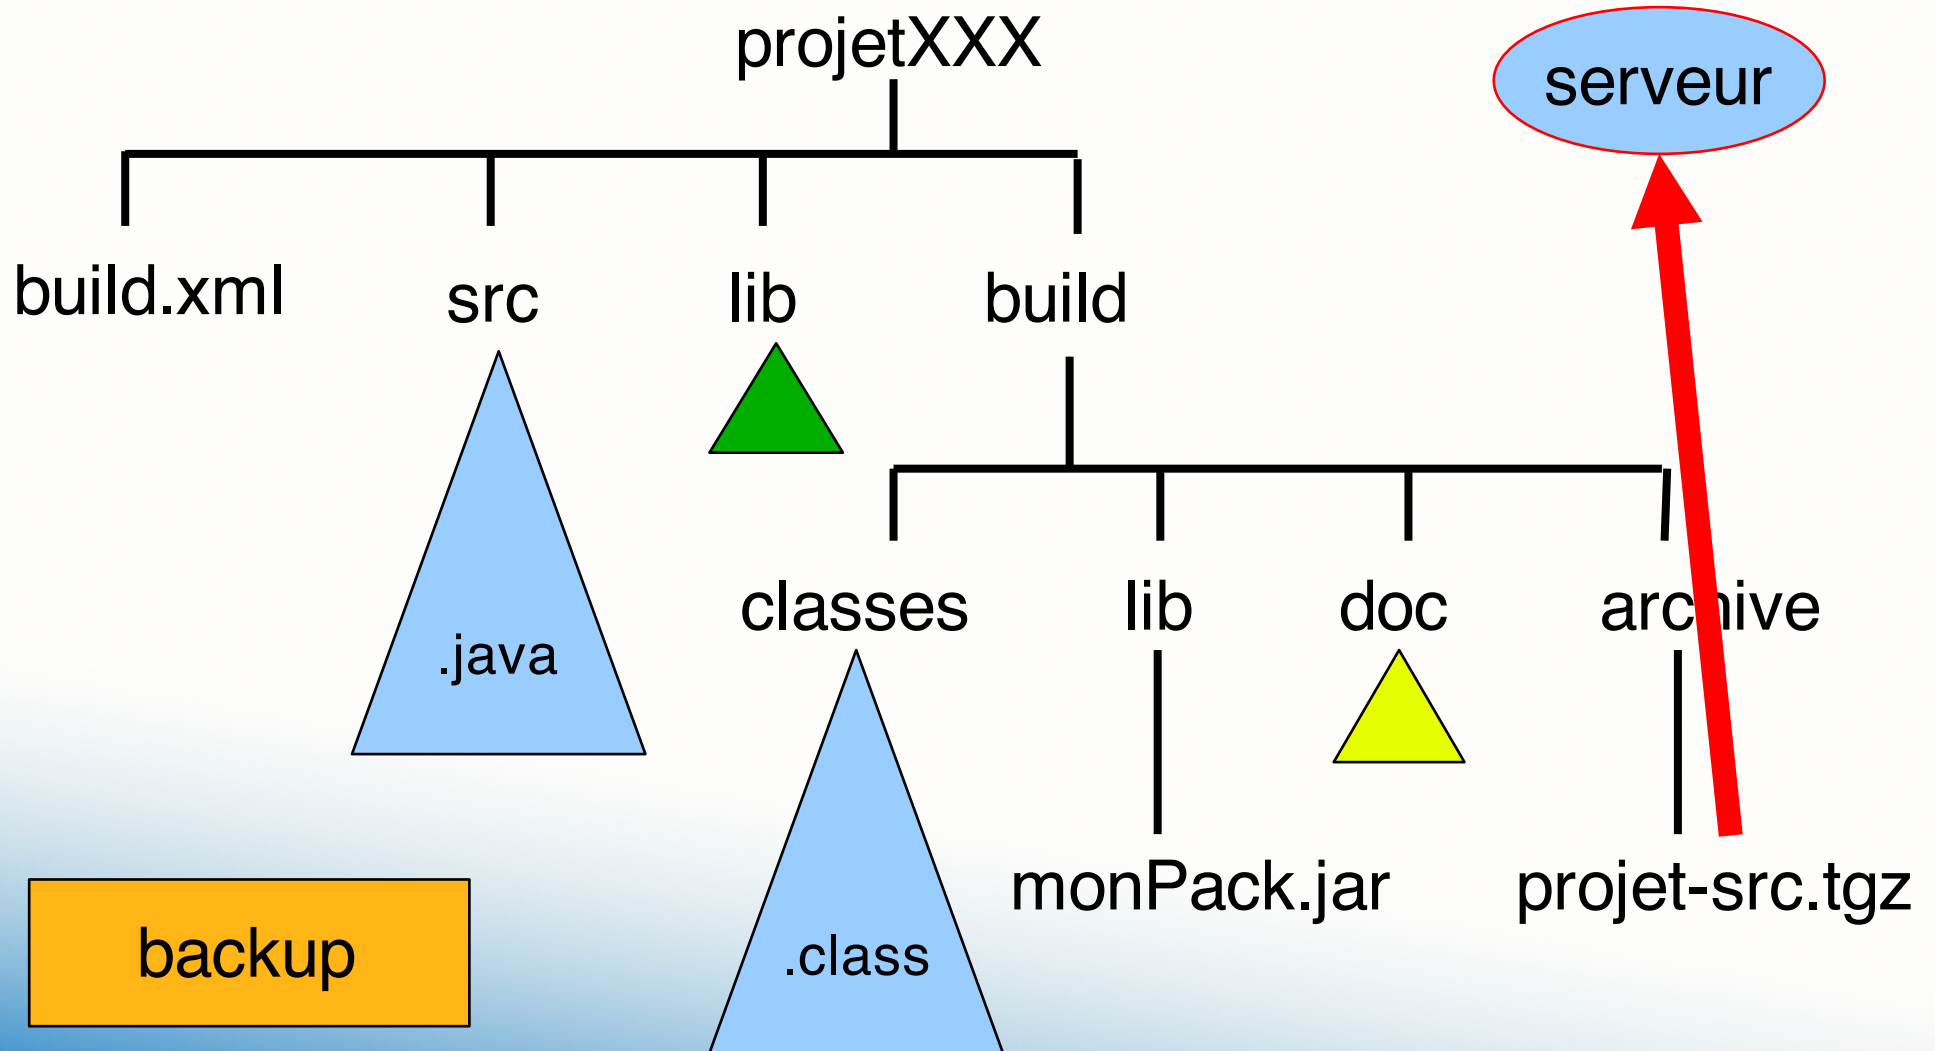 projetXXX
serveur
build.xml
src
lib
build
classes
lib
doc
archive
.java
monPack.jar
projet-src.tgz
backup
.class